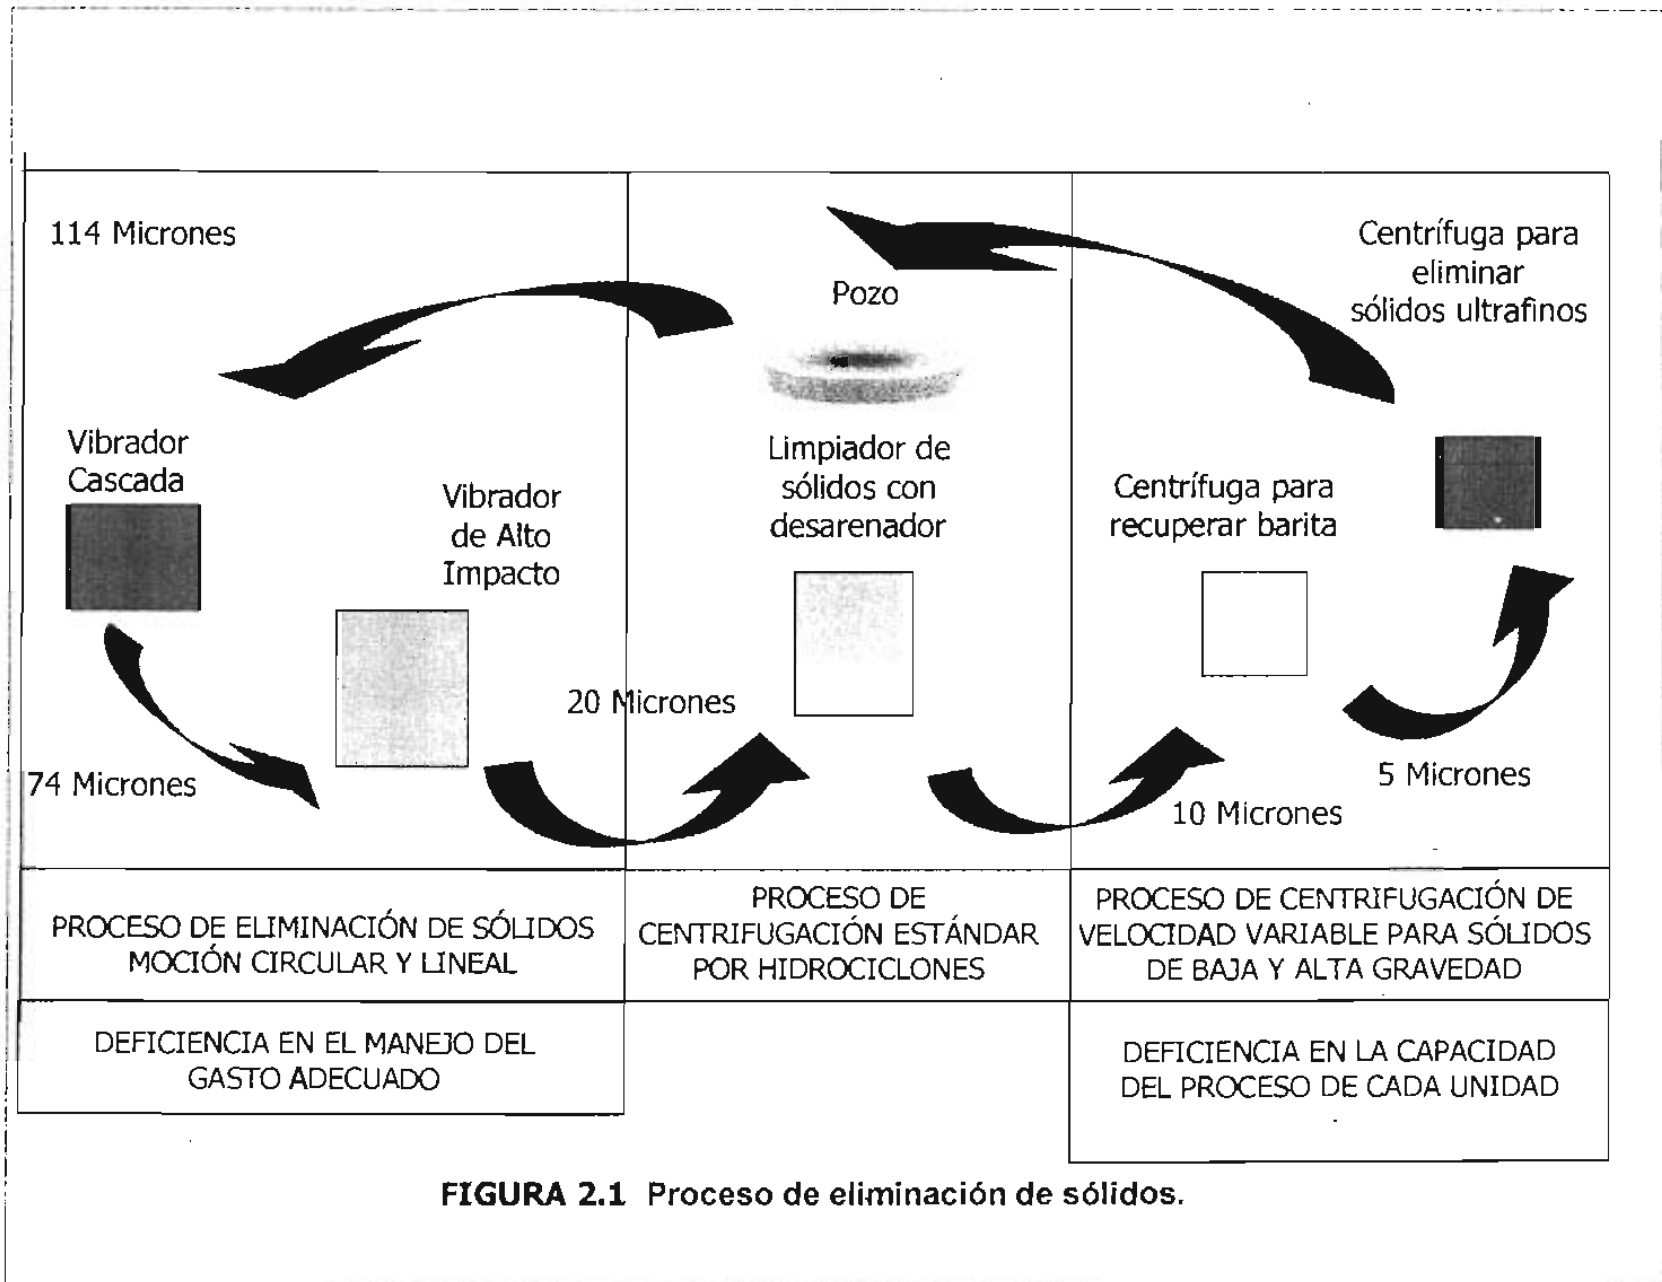 114 Micrones
Pozo
Centrífuga para
eliminar
sólidos ultrafinos
Vibrador
Cascada
Vibrador
de Alto
Impacto
Limpiador de
sólidos con
desarenador
Centrífuga para
recuperar barita
20 Micrones
74 Micrones
10 Micrones
5 Micrones
PROCESO DE ELIMINACIÓN DE SÓLIDOS
MOCIÓN CIRCULAR Y LINEAL
PROCESO DE
CENTRIFUGACIÓN ESTÁNDAR
POR HIDROCICLONES
PROCESO DE CENTRIFUGACIÓN DE
VELOCIDAD VARIABLE PARA SÓLIDOS
DE BAJA Y ALTA GRAVEDAD
DEFICIENCIA EN EL MANEJO DEL
GASTO ADECUADO
DEFICIENCIA EN LA CAPACIDAD
DEL PROCESO DE CADA UNIDAD
FIGURA 2.1 Proceso de eliminación de sólidos.